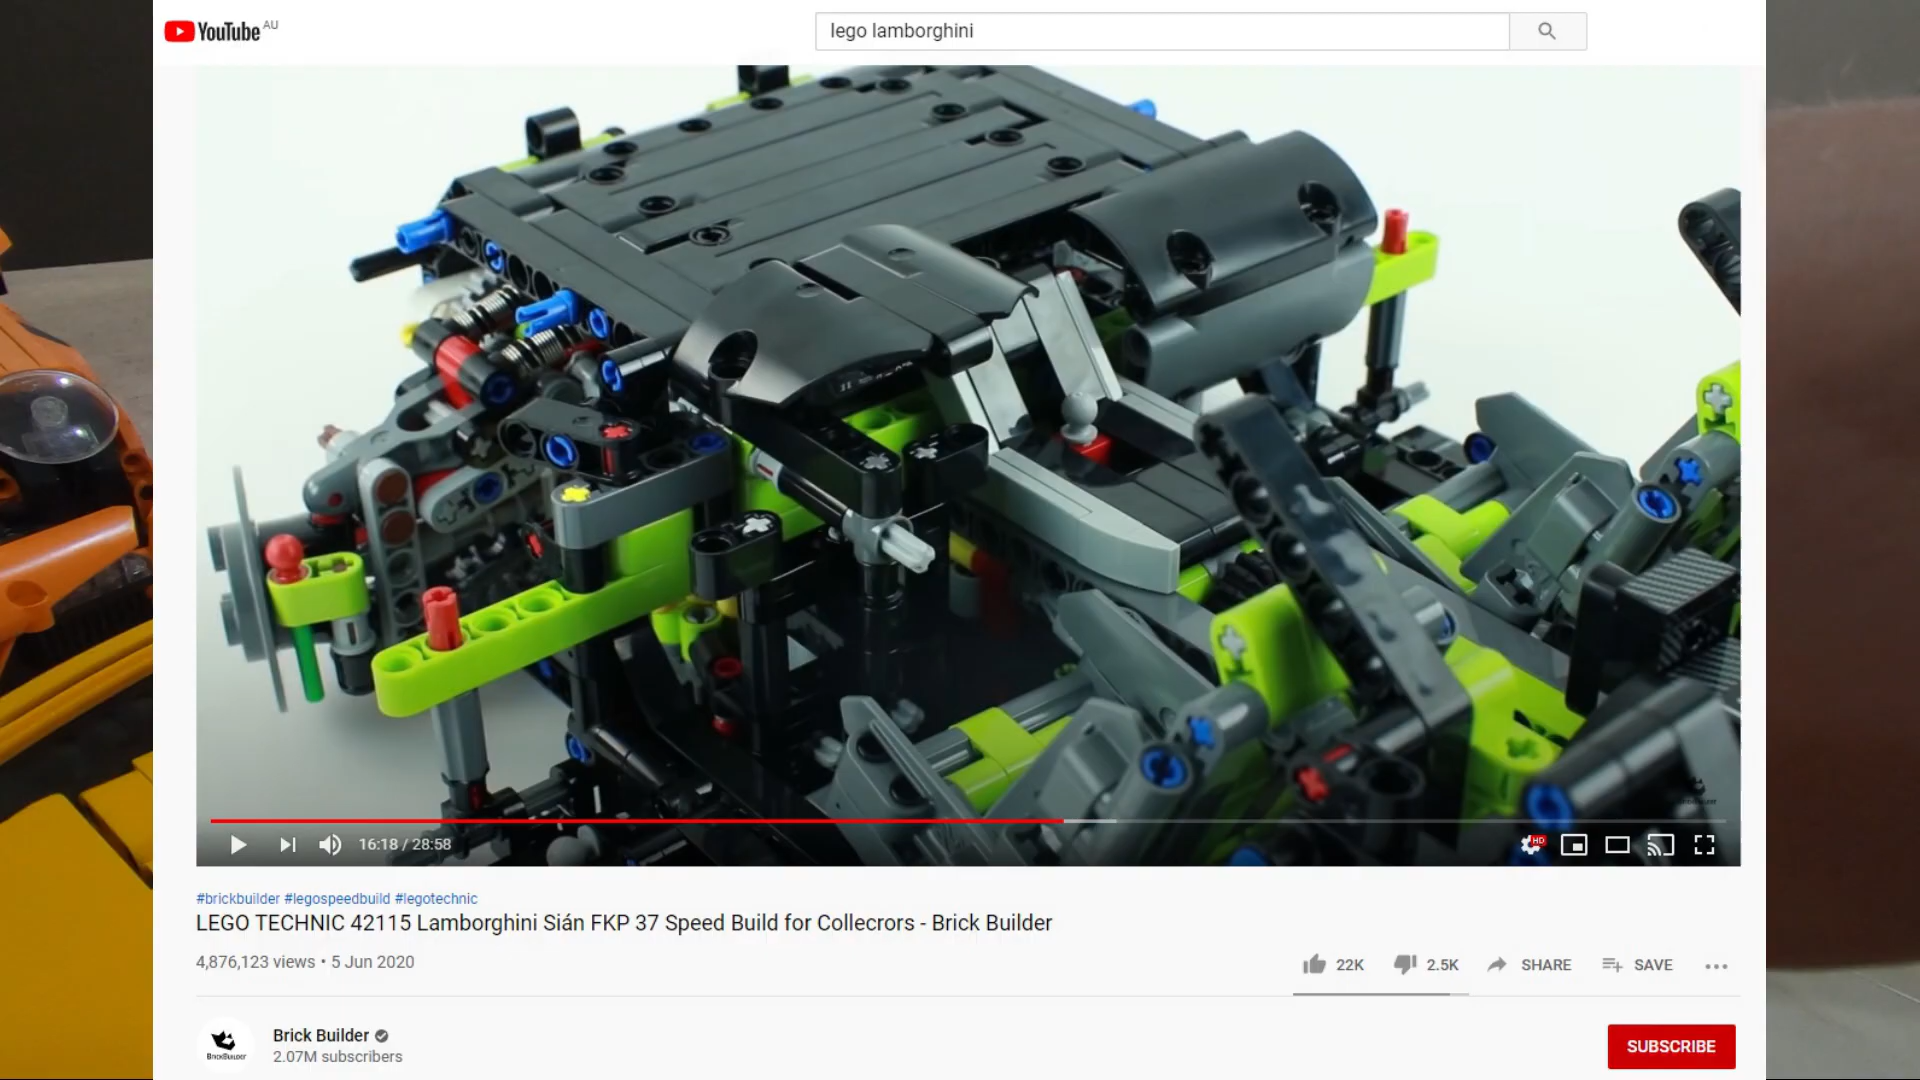 YouTube AU
lego lamborghini
16:18 / 28:58
HD
#brickbuilder #legospeedbuild #legotechnic
LEGO TECHNIC 42115 Lamborghini Sián FKP 37 Speed Build for Collecrors - Brick Builder
4,876,123 views • 5 Jun 2020
22K
2.5K
SHARE
SAVE
BRICKBUILDER
Brick Builder
2.07M subscribers
SUBSCRIBE